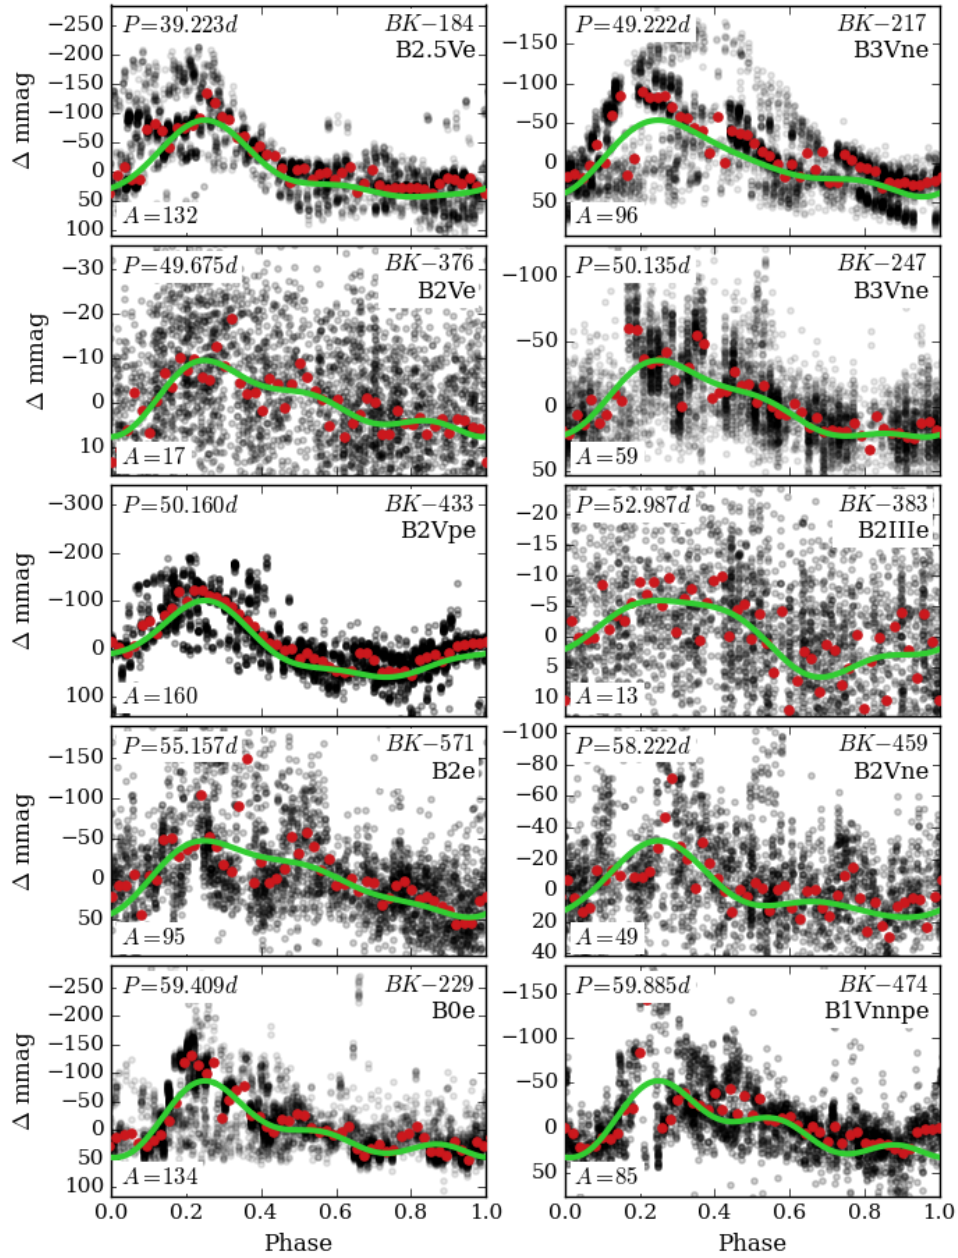 P=39.223d BK−184
B2.5Ve
A=132
−250
−200
−150
−100
−50
0
50
100
Δ mmag
P=49.222d BK−217
B3Vne
A=96
−150
−100
−50
0
50
P=49.675d BK−376
B2Ve
A=17
−30
−20
−10
0
10
Δ mmag
P=50.135d BK−247
B3Vne
A=59
−100
−50
0
50
P=50.160d BK−433
B2Vpe
A=160
−300
−200
−100
0
100
Δ mmag
P=52.987d BK−383
B2IIIe
A=13
−20
−15
−10
−5
0
5
10
P=55.157d BK−571
B2e
A=95
−150
−100
−50
0
50
Δ mmag
P=58.222d BK−459
B2Vne
A=49
−100
−80
−60
−40
−20
0
20
40
P=59.409d BK−229
B0e
A=134
−250
−200
−150
−100
−50
0
50
100
Δ mmag
P=59.885d BK−474
B1Vnnpe
A=85
−150
−100
−50
0
50
0.0 0.2 0.4 0.6 0.8 1.0
Phase
0.0 0.2 0.4 0.6 0.8 1.0
Phase